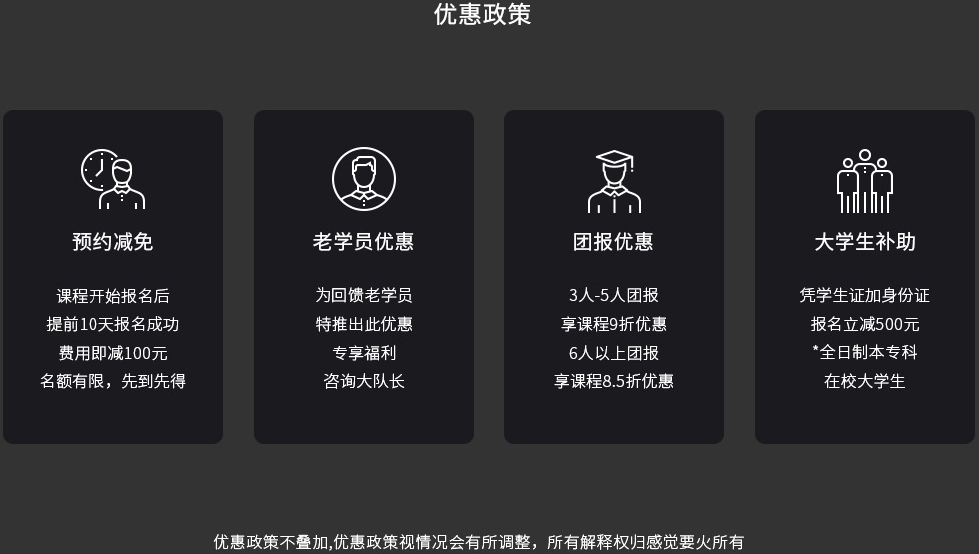 优惠政策
预约减免
课程开始报名后
提前10天报名成功
费用即减100元
名额有限，先到先得
老学员优惠
为回馈老学员
特推出此优惠
专享福利
咨询大队长
团报优惠
3人-5人团报
享课程9折优惠
6人以上团报
享课程8.5折优惠
大学生补助
凭学生证加身份证
报名立减500元
*全日制本专科
在校大学生
优惠政策不叠加,优惠政策视情况会有所调整，所有解释权归感觉要火所有